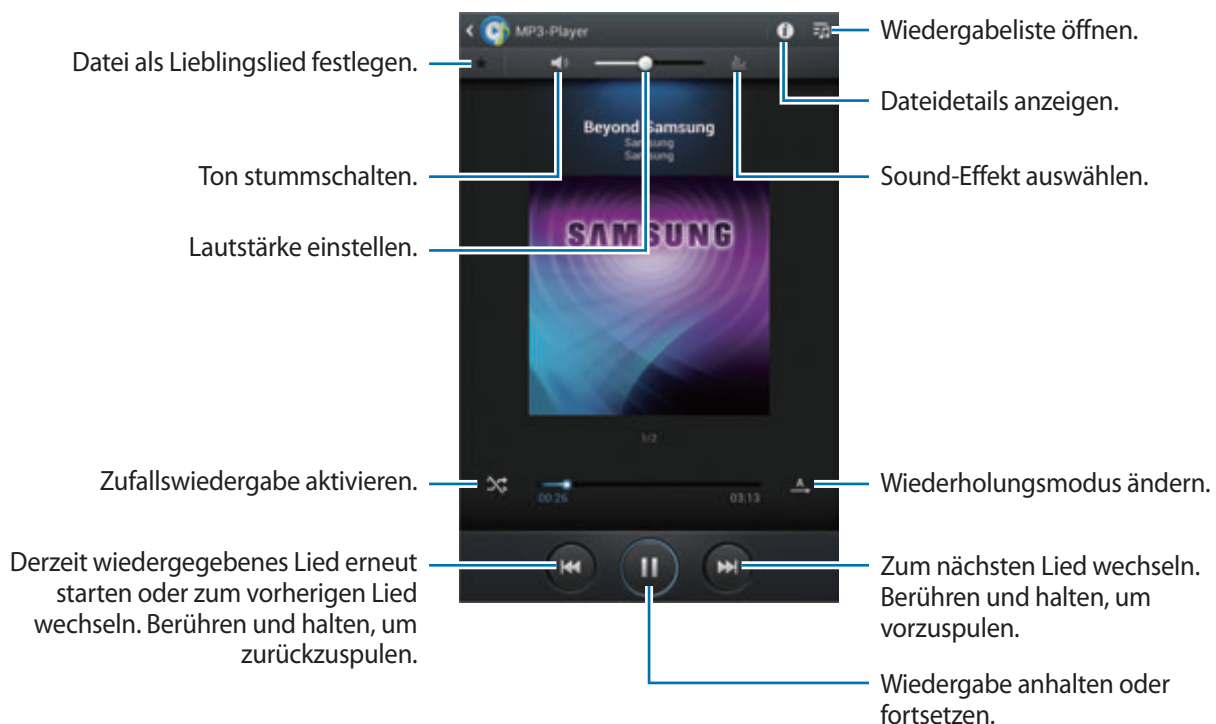 MP3-Player
Wiedergabeliste öffnen.
Datei als Lieblingslied festlegen.
Dateidetails anzeigen.
Beyond Samsung
Samsung
Samsung
Ton stummschalten.
Sound-Effekt auswählen.
SAMSUNG
Lautstärke einstellen.
1/2
Zufallswiedergabe aktivieren.
00:26
03:13
A
Wiederholungsmodus ändern.
Derzeit wiedergegebenes Lied erneut
starten oder zum vorherigen Lied
wechseln. Berühren und halten, um
zurückzuspulen.
Zum nächsten Lied wechseln.
Berühren und halten, um
vorzuspulen.
Wiedergabe anhalten oder
fortsetzen.